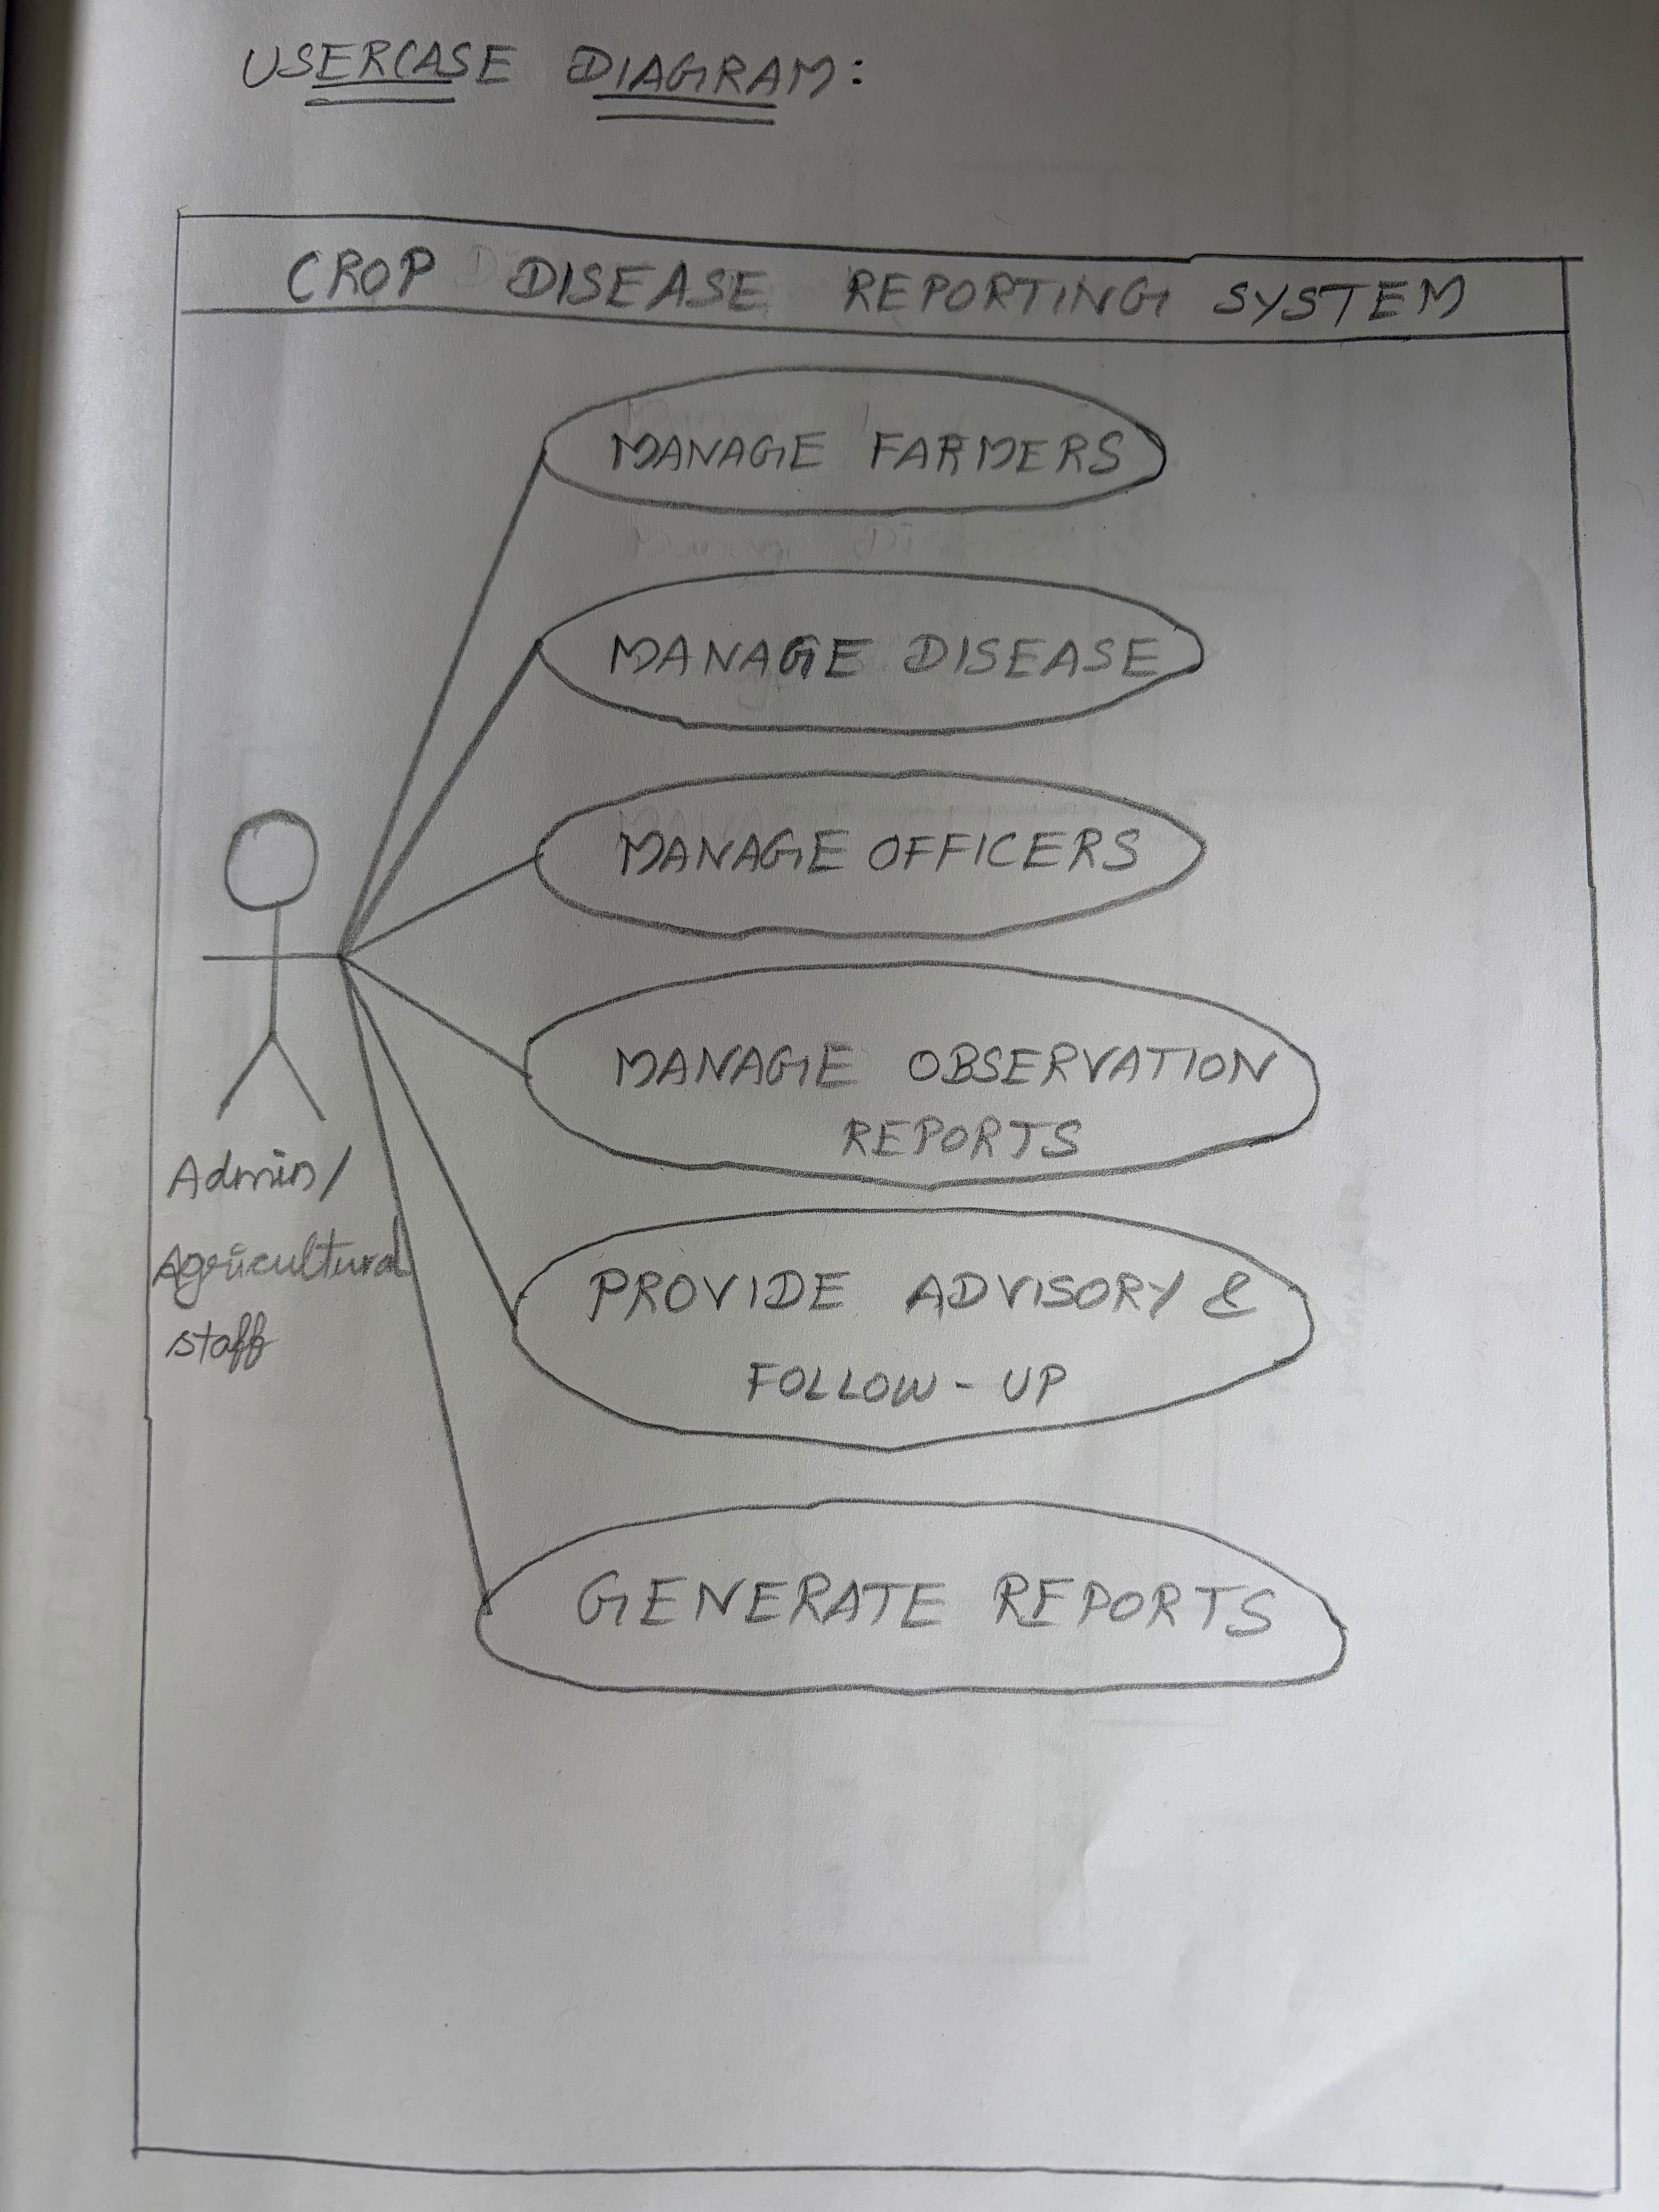 USERCASE DIAGRAM:
CROP DISEASE REPORTING SYSTEM
MANAGE FARMERS
MANAGE DISEASE
MANAGE OFFICERS
MANAGE OBSERVATION
REPORTS
Admin/
Agricultural
staff
PROVIDE ADVISORY &
FOLLOW-UP
GENERATE REPORTS